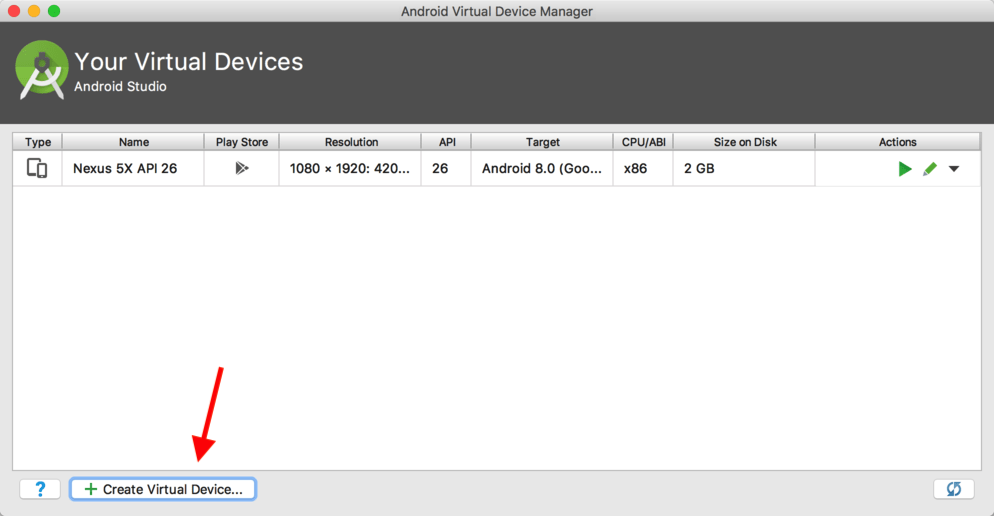 Android Virtual Device Manager
Your Virtual Devices
Android Studio
Type Name Play Store Resolution API Target CPU/ABI Size on Disk Actions
Nexus 5X API 26 1080 × 1920: 420... 26 Android 8.0 (Goo... x86 2 GB
? Create Virtual Device...